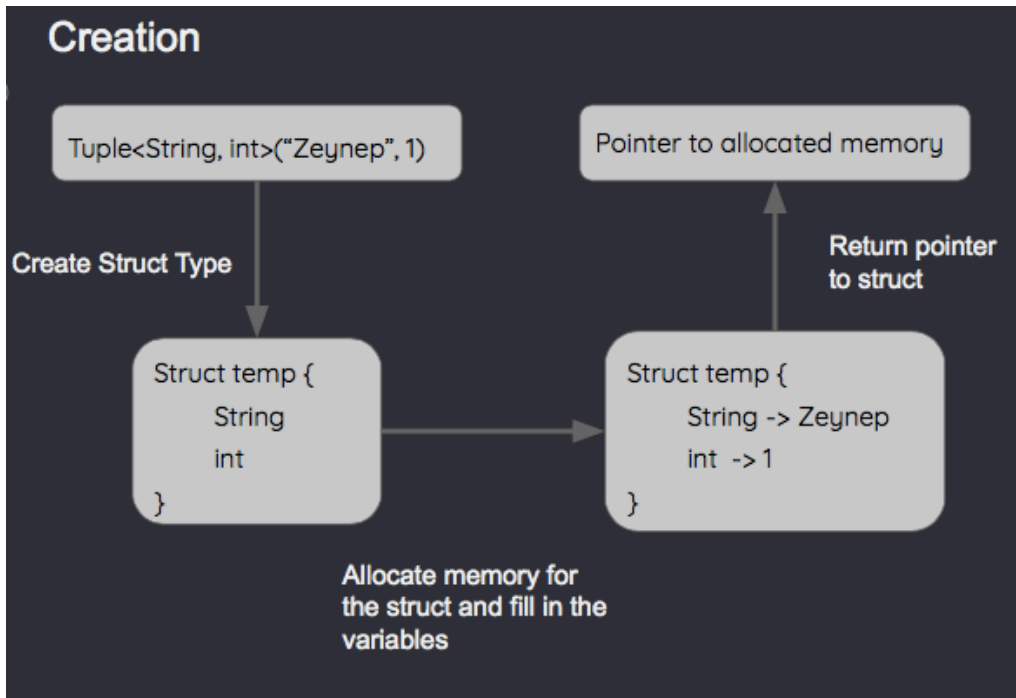 Creation
Tuple<String, int>(“Zeynep”, 1)
Create Struct Type
Struct temp {
String
int
}
Allocate memory for
the struct and fill in the
variables
Struct temp {
String -> Zeynep
int -> 1
}
Return pointer
to struct
Pointer to allocated memory